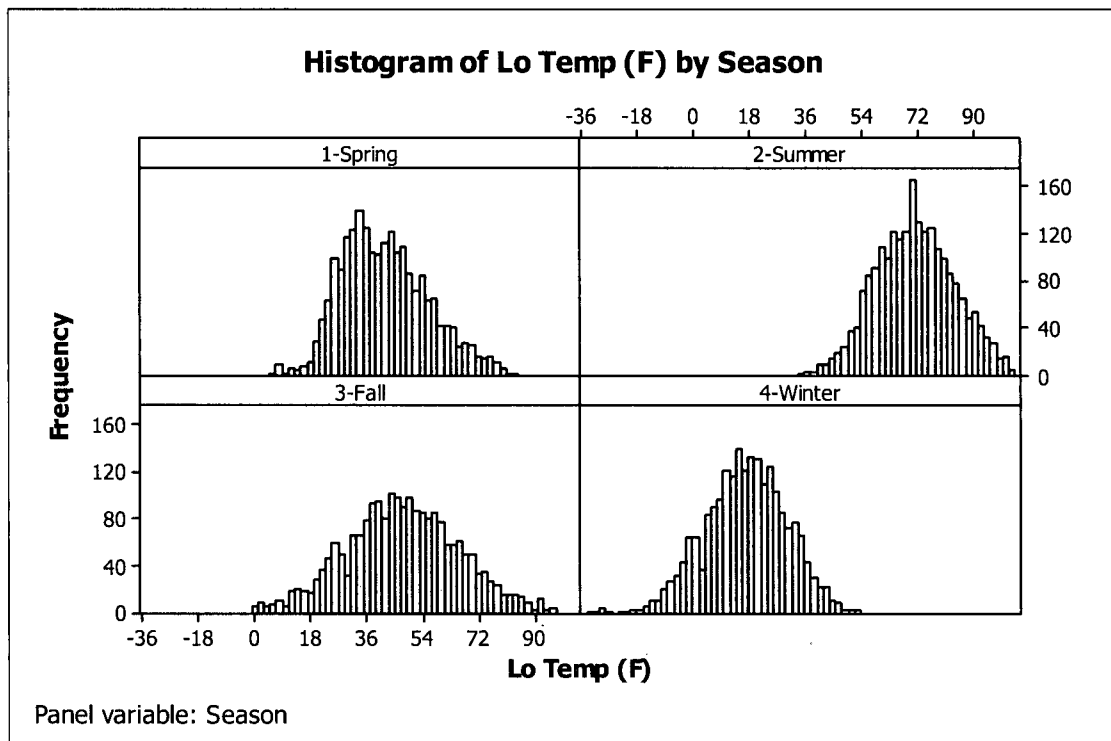 Histogram of Lo Temp (F) by Season
-36 -18 0 18 36 54 72 90
1-Spring 2-Summer
160
120
80
40
0
Frequency
3-Fall 4-Winter
160
120
80
40
0
-36 -18 0 18 36 54 72 90
Lo Temp (F)
Panel variable: Season